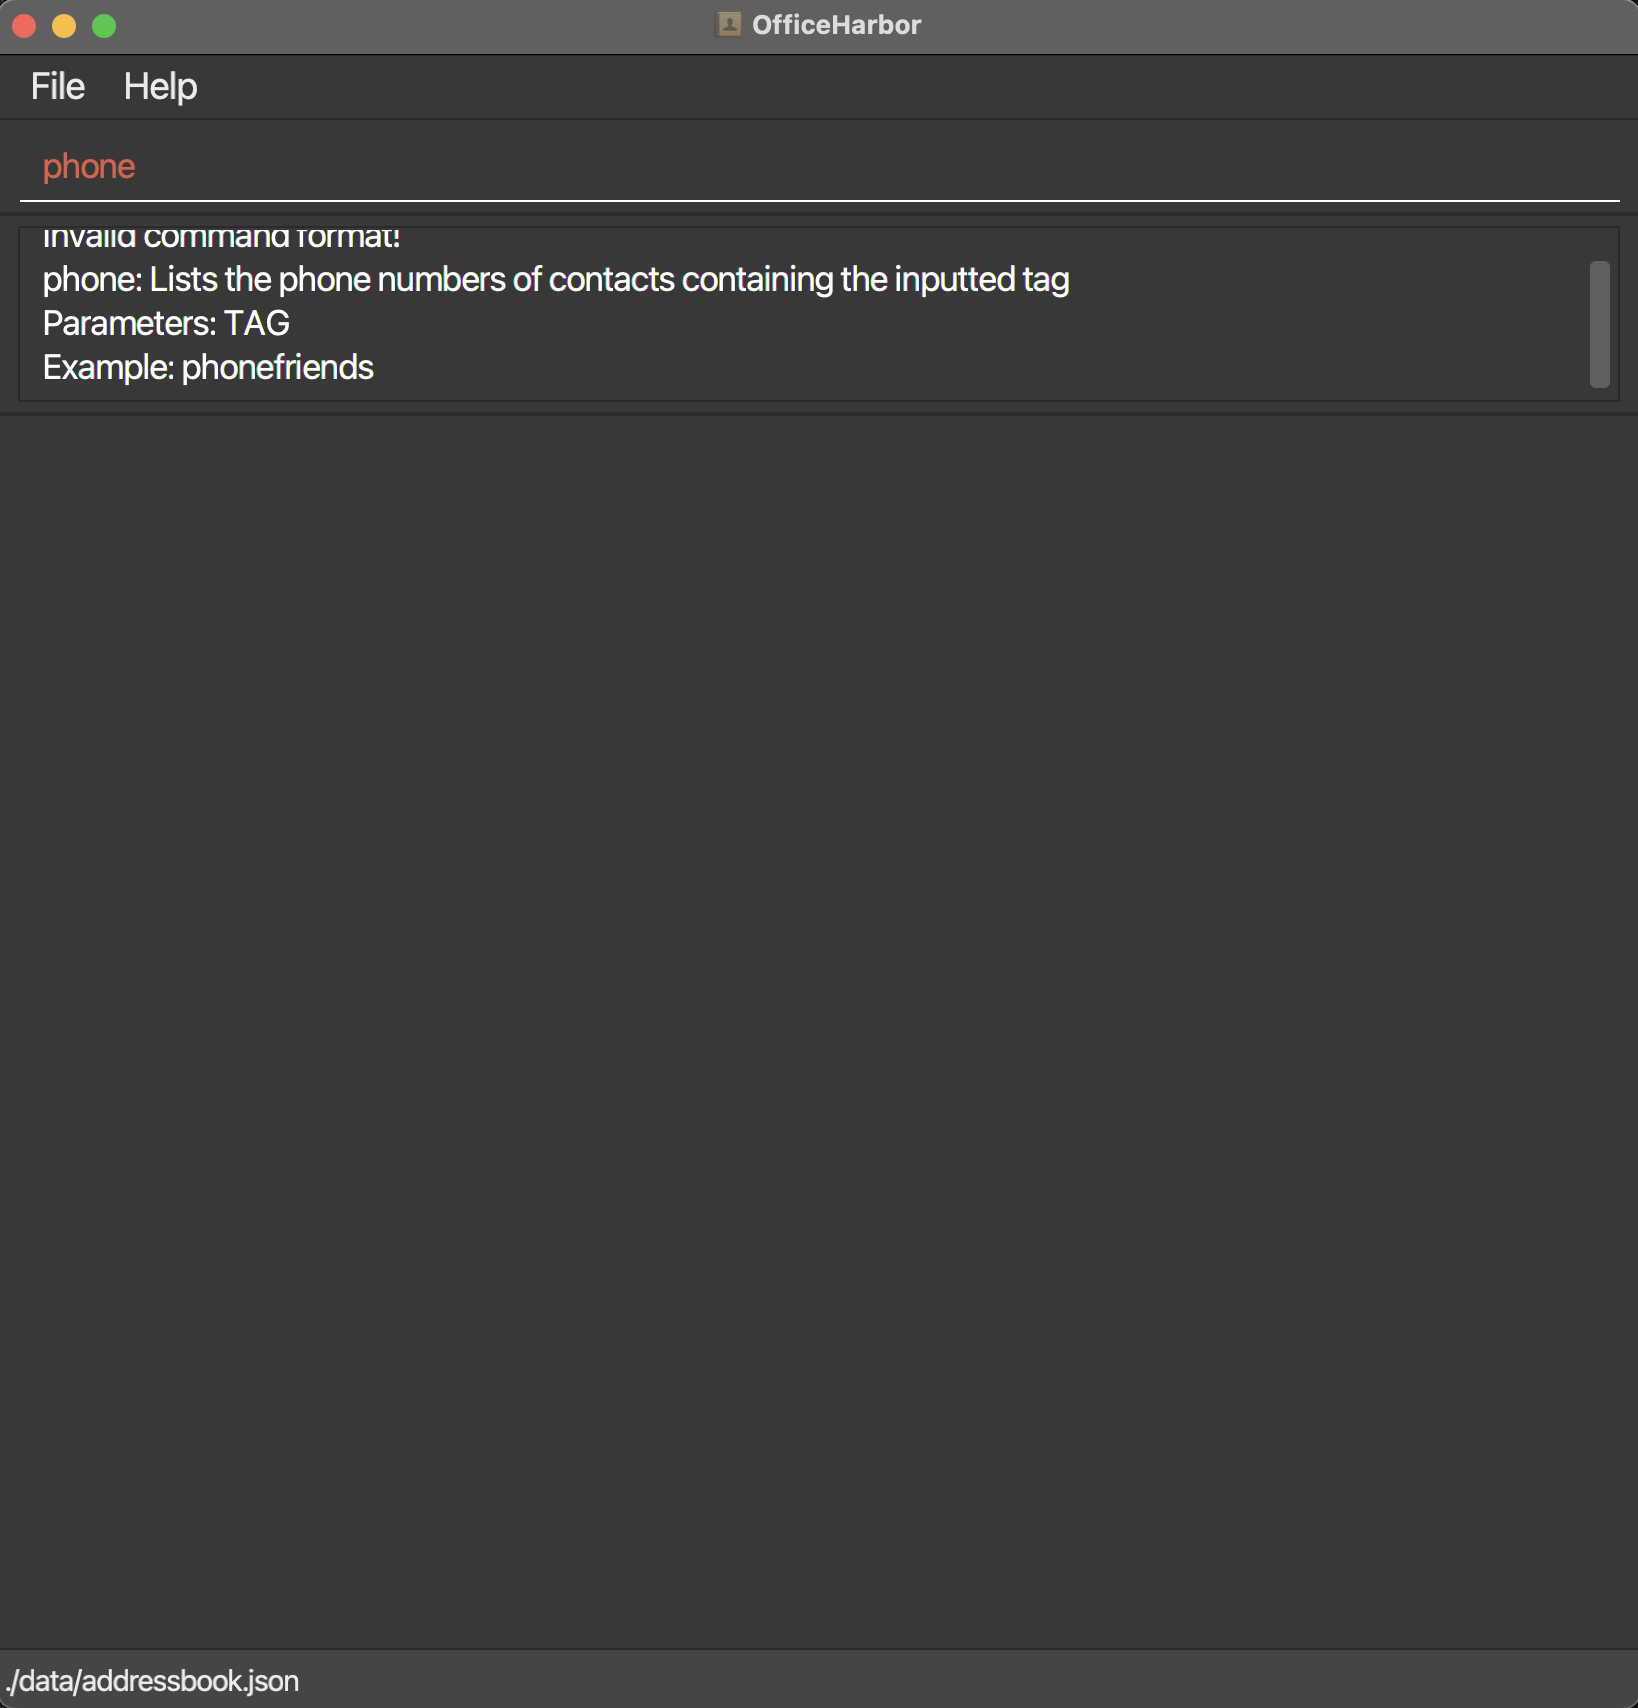 OfficeHarbor
File Help
phone
Invalid command format!
phone: Lists the phone numbers of contacts containing the inputted tag
Parameters: TAG
Example: phonefriends
./data/addressbook.json